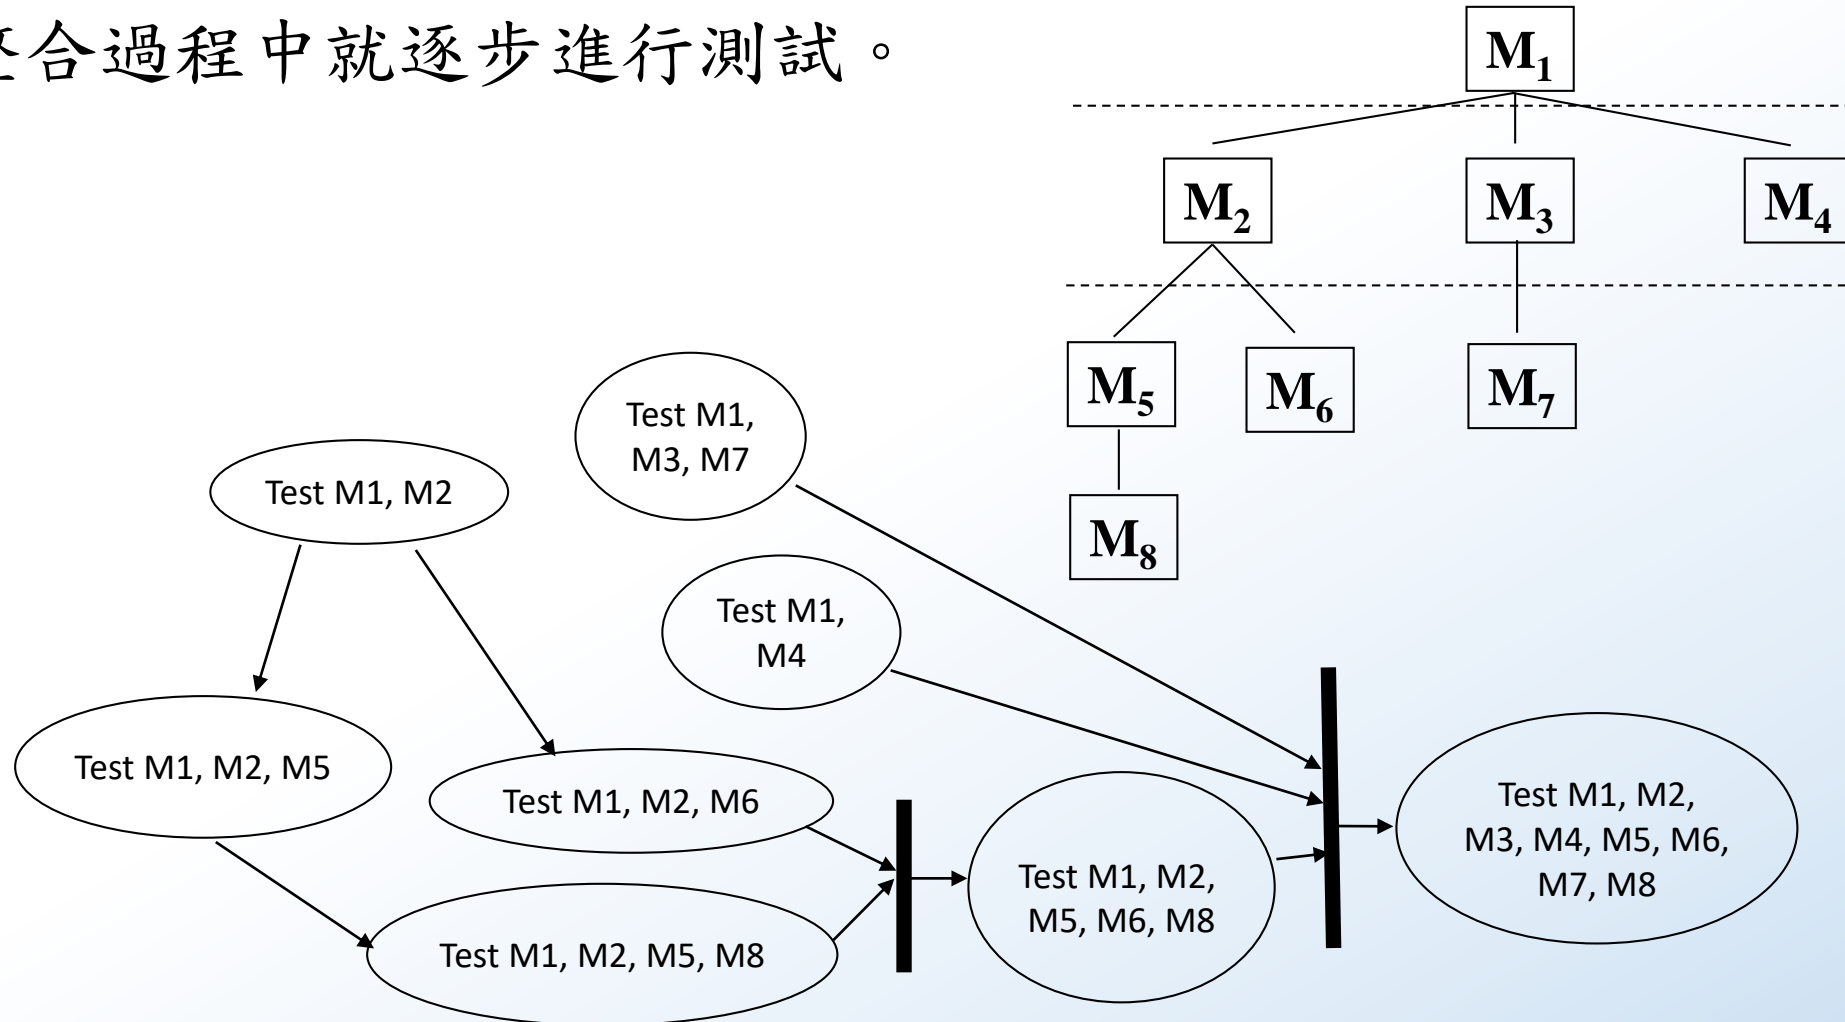 合過程中就逐步進行測試。
M₁
M₂ M₃ M₄
M₅ M₆ M₇
M₈
Test M1,
M3, M7
Test M1, M2
Test M1,
M4
Test M1, M2, M5
Test M1, M2, M6
Test M1, M2, M5, M8
Test M1, M2,
M5, M6, M8
Test M1, M2,
M3, M4, M5, M6,
M7, M8